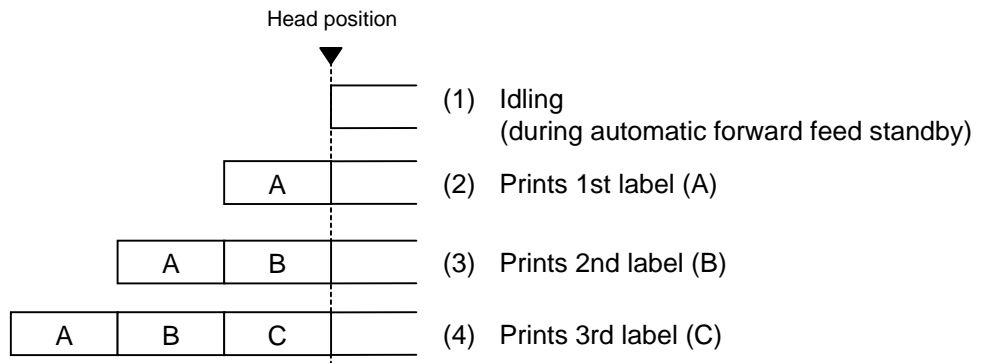 Head position
(1) Idling
(during automatic forward feed standby)
A
(2) Prints 1st label (A)
A B
(3) Prints 2nd label (B)
A B C
(4) Prints 3rd label (C)